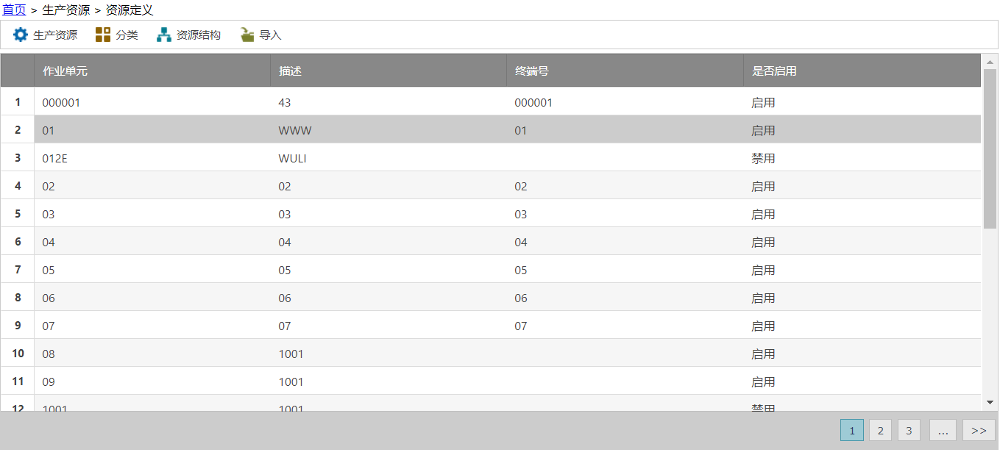 首页 > 生产资源 > 资源定义
生产资源 分类 资源结构 导入
作业单元 描述 终端号 是否启用
1 000001 43 000001 启用
2 01 WWW 01 启用
3 012E WULI 禁用
4 02 02 02 启用
5 03 03 03 启用
6 04 04 04 启用
7 05 05 05 启用
8 06 06 06 启用
9 07 07 07 启用
10 08 1001 启用
11 09 1001 启用
12 1001 1001 禁用
1 2 3 ... >>